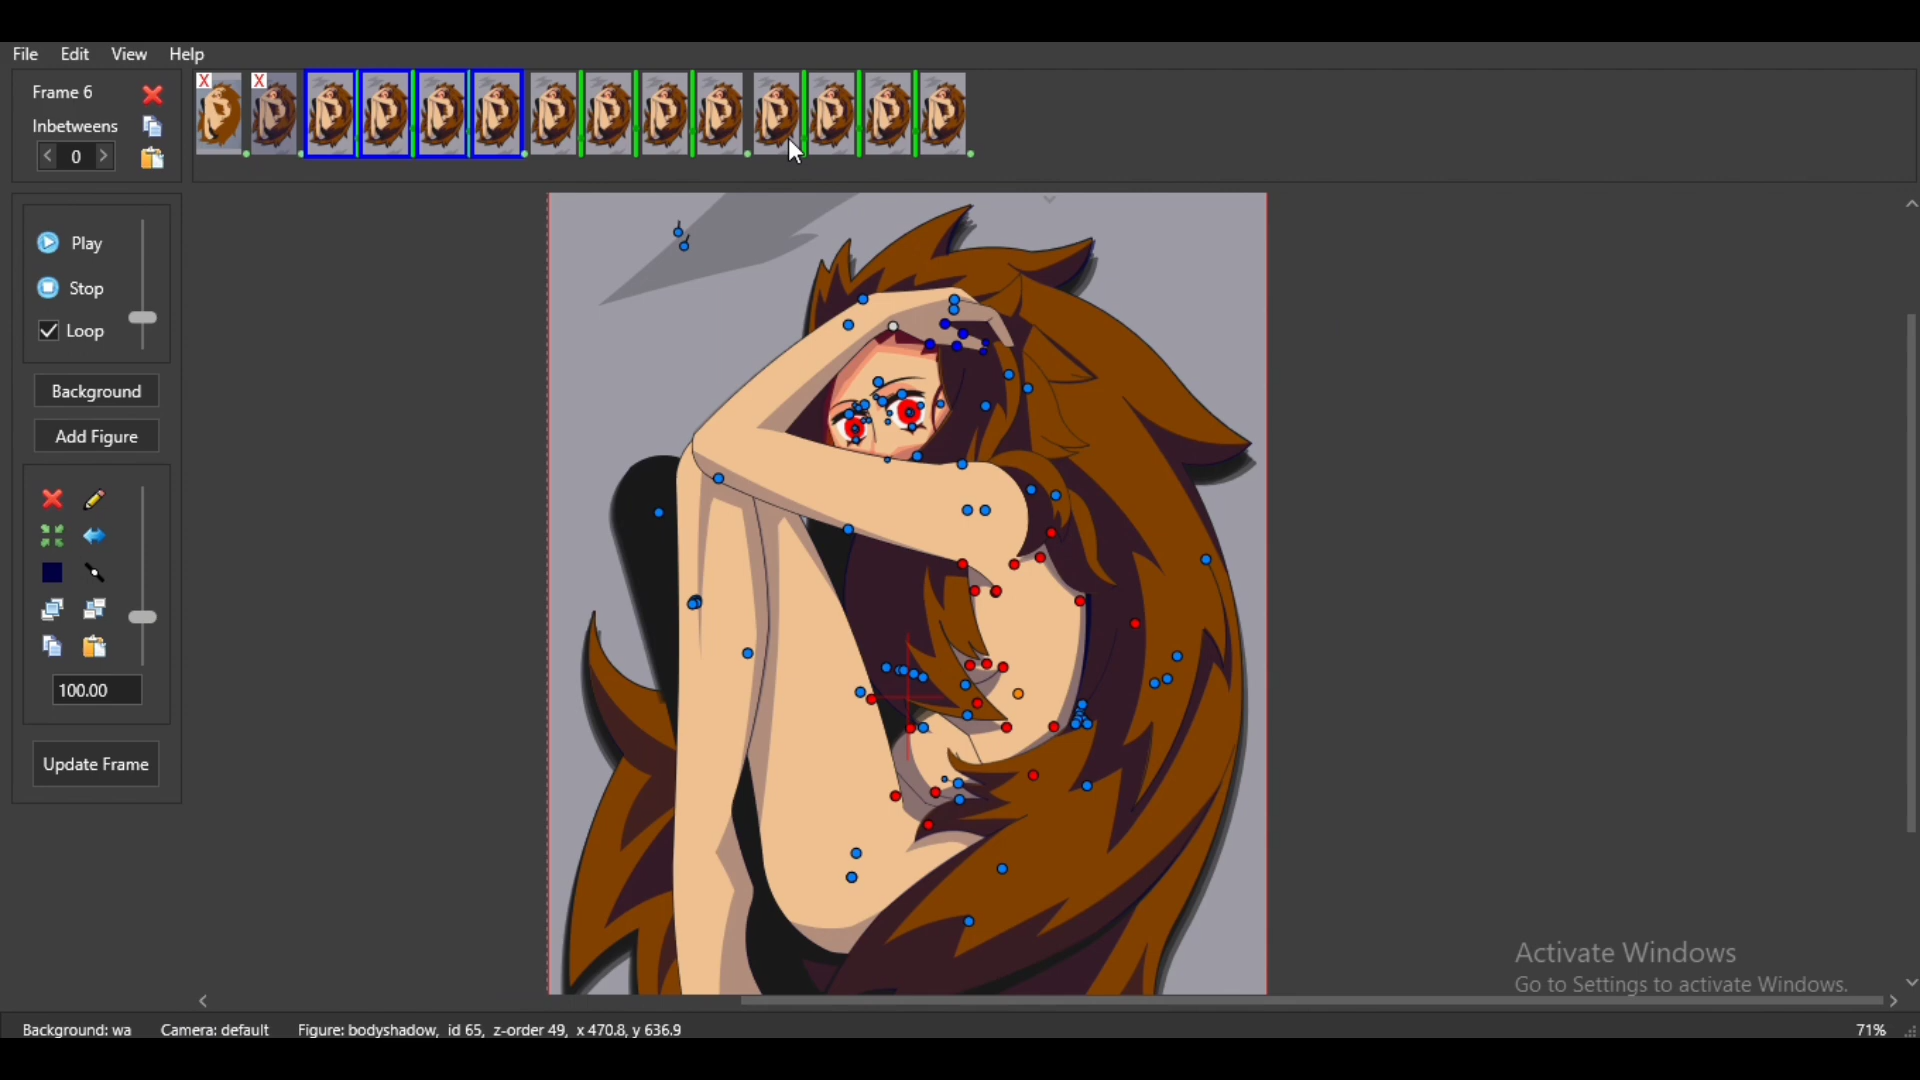 File Edit View Help
Frame 6
X X
Inbetweens
0
Play
Stop
Loop
Background
Add Figure
100.00
Update Frame
Activate Windows
Go to Settings to activate Windows.
Background: wa Camera: default Figure: bodyshadow, id 65, z-order 49, x 470.8, y 636.9 71%